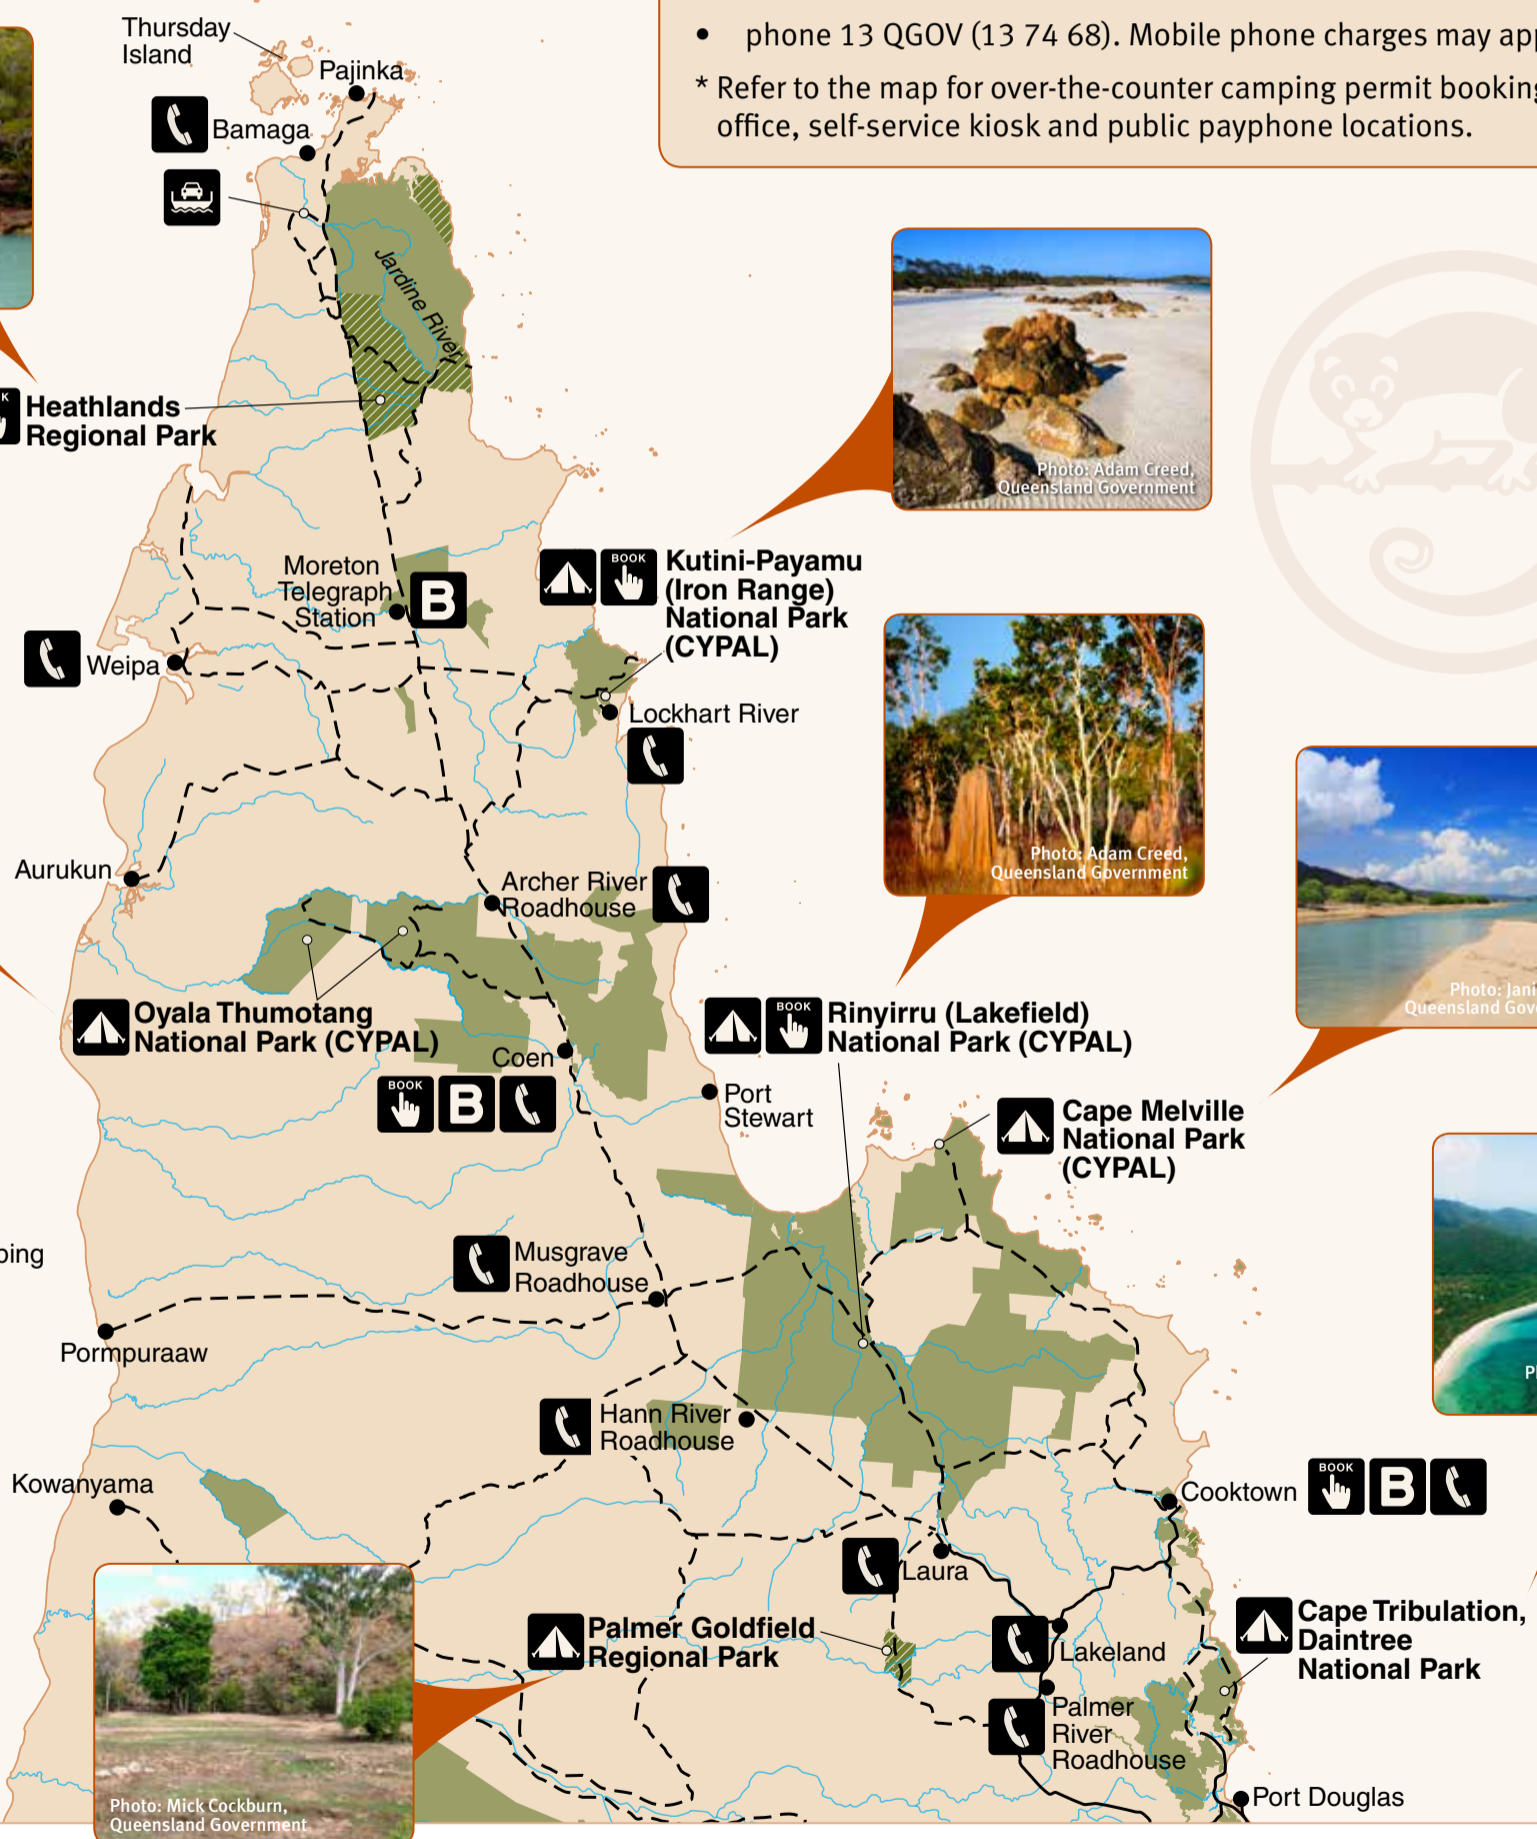 phone 13 QGOV (13 74 68). Mobile phone charges may
* Refer to the map for over-the-counter camping permit
office, self-service kiosk and public payphone locations.
Thursday
Island
Pajinka
Bamaga
Jardine River
Heathlands
Regional Park
Photo: Adam Creed,
Queensland Government
Moreton
Telegraph
Station
B
BOOK
Kutini-Payamu
(Iron Range)
National Park
(CYPAL)
Weipa
Lockhart River
Photo: Adam Creed,
Queensland Government
Aurukun
Archer River
Roadhouse
Photo:
Queensland
Oyala Thumotang
National Park (CYPAL)
BOOK
Rinyirru (Lakefield)
National Park (CYPAL)
Coen
BOOK
B
Port
Stewart
Cape Melville
National Park
(CYPAL)
Musgrave
Roadhouse
Pormpuraaw
Hann River
Roadhouse
Kowanyama
Cooktown
BOOK
B
Laura
Palmer Goldfield
Regional Park
Lakeland
Cape Tribulation,
Daintree
National Park
Palmer
River
Roadhouse
Port Douglas
Photo: Mick Cockburn,
Queensland Government